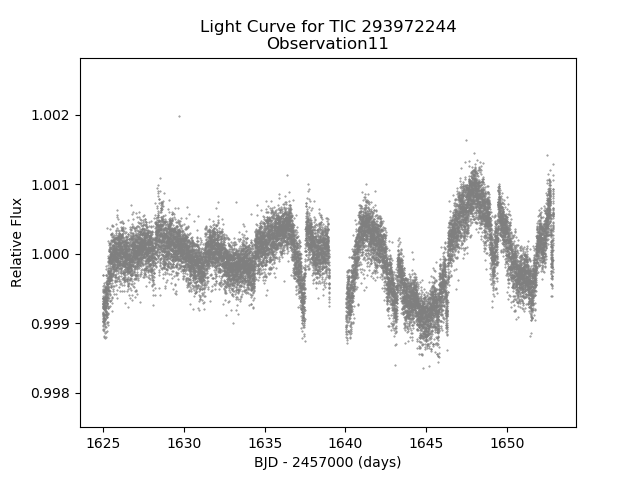 Light Curve for TIC 293972244
Observation11
1.002
1.001
1.000
0.999
0.998
Relative Flux
1625 1630 1635 1640 1645 1650
BJD - 2457000 (days)